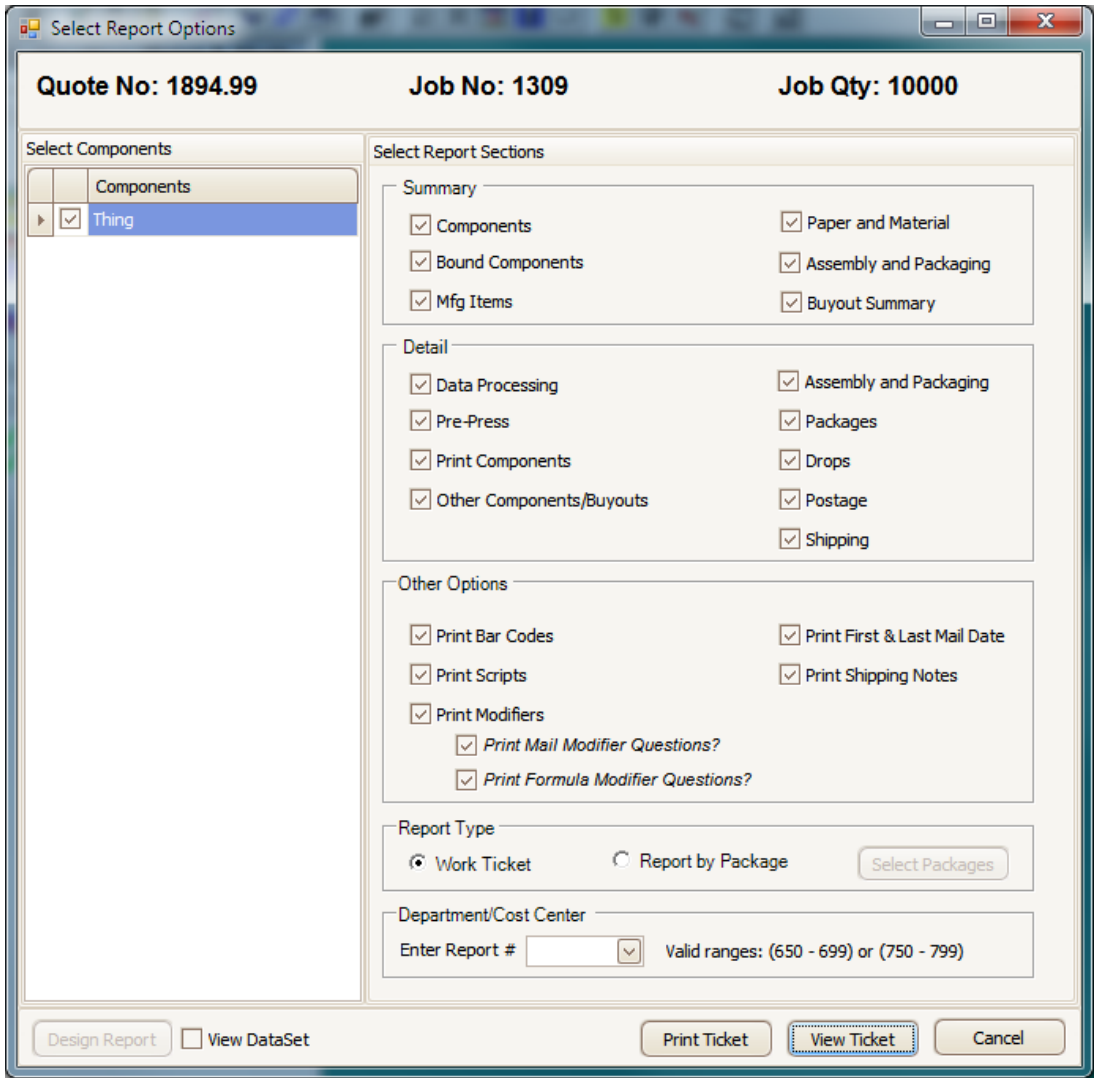 Select Report Options
Quote No: 1894.99 Job No: 1309 Job Qty: 10000
Select Components
Components
Thing
Select Report Sections
Summary
Components Paper and Material
Bound Components Assembly and Packaging
Mfg Items Buyout Summary
Detail
Data Processing Assembly and Packaging
Pre-Press Packages
Print Components Drops
Other Components/Buyouts Postage
Shipping
Other Options
Print Bar Codes Print First & Last Mail Date
Print Scripts Print Shipping Notes
Print Modifiers
Print Mail Modifier Questions?
Print Formula Modifier Questions?
Report Type
Work Ticket Report by Package Select Packages
Department/Cost Center
Enter Report # Valid ranges: (650 - 699) or (750 - 799)
Design Report View DataSet Print Ticket View Ticket Cancel